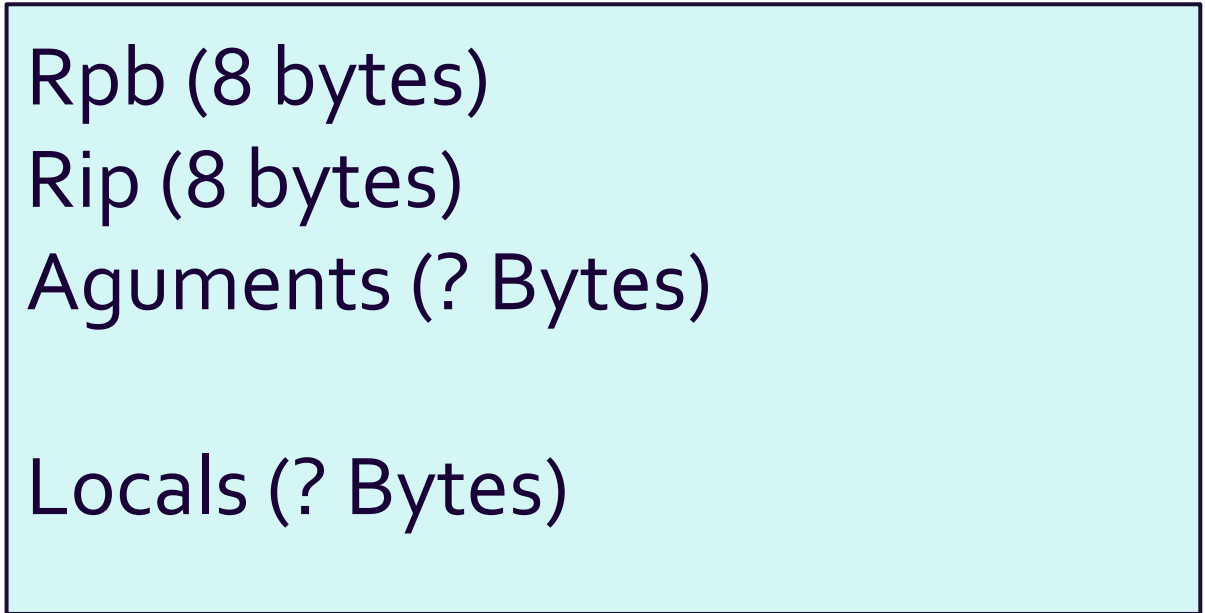 Rpb (8 bytes)
Rip (8 bytes)
Aguments (? Bytes)
Locals (? Bytes)